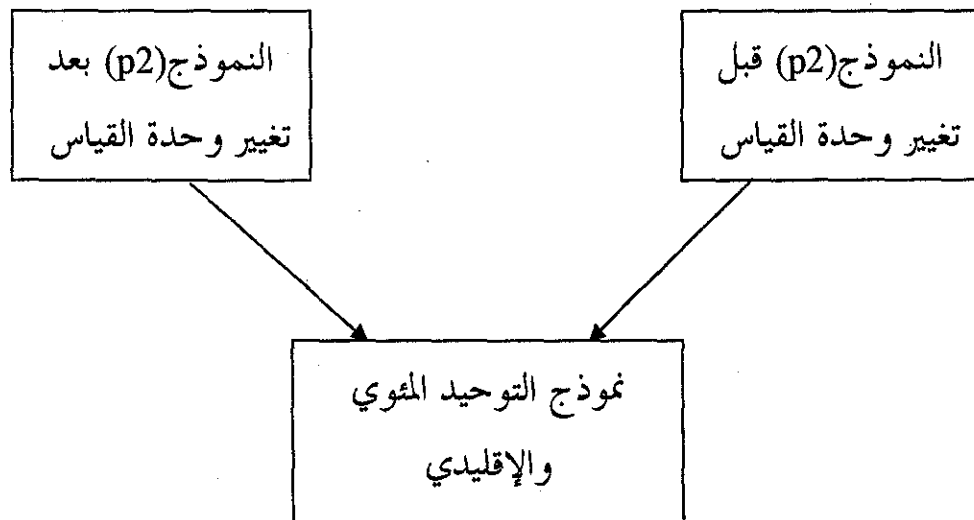 النموذج(p2) قبل
تغيير وحدة القياس
النموذج(p2) بعد
تغيير وحدة القياس
نموذج التوحيد المئوي
والإقليدي